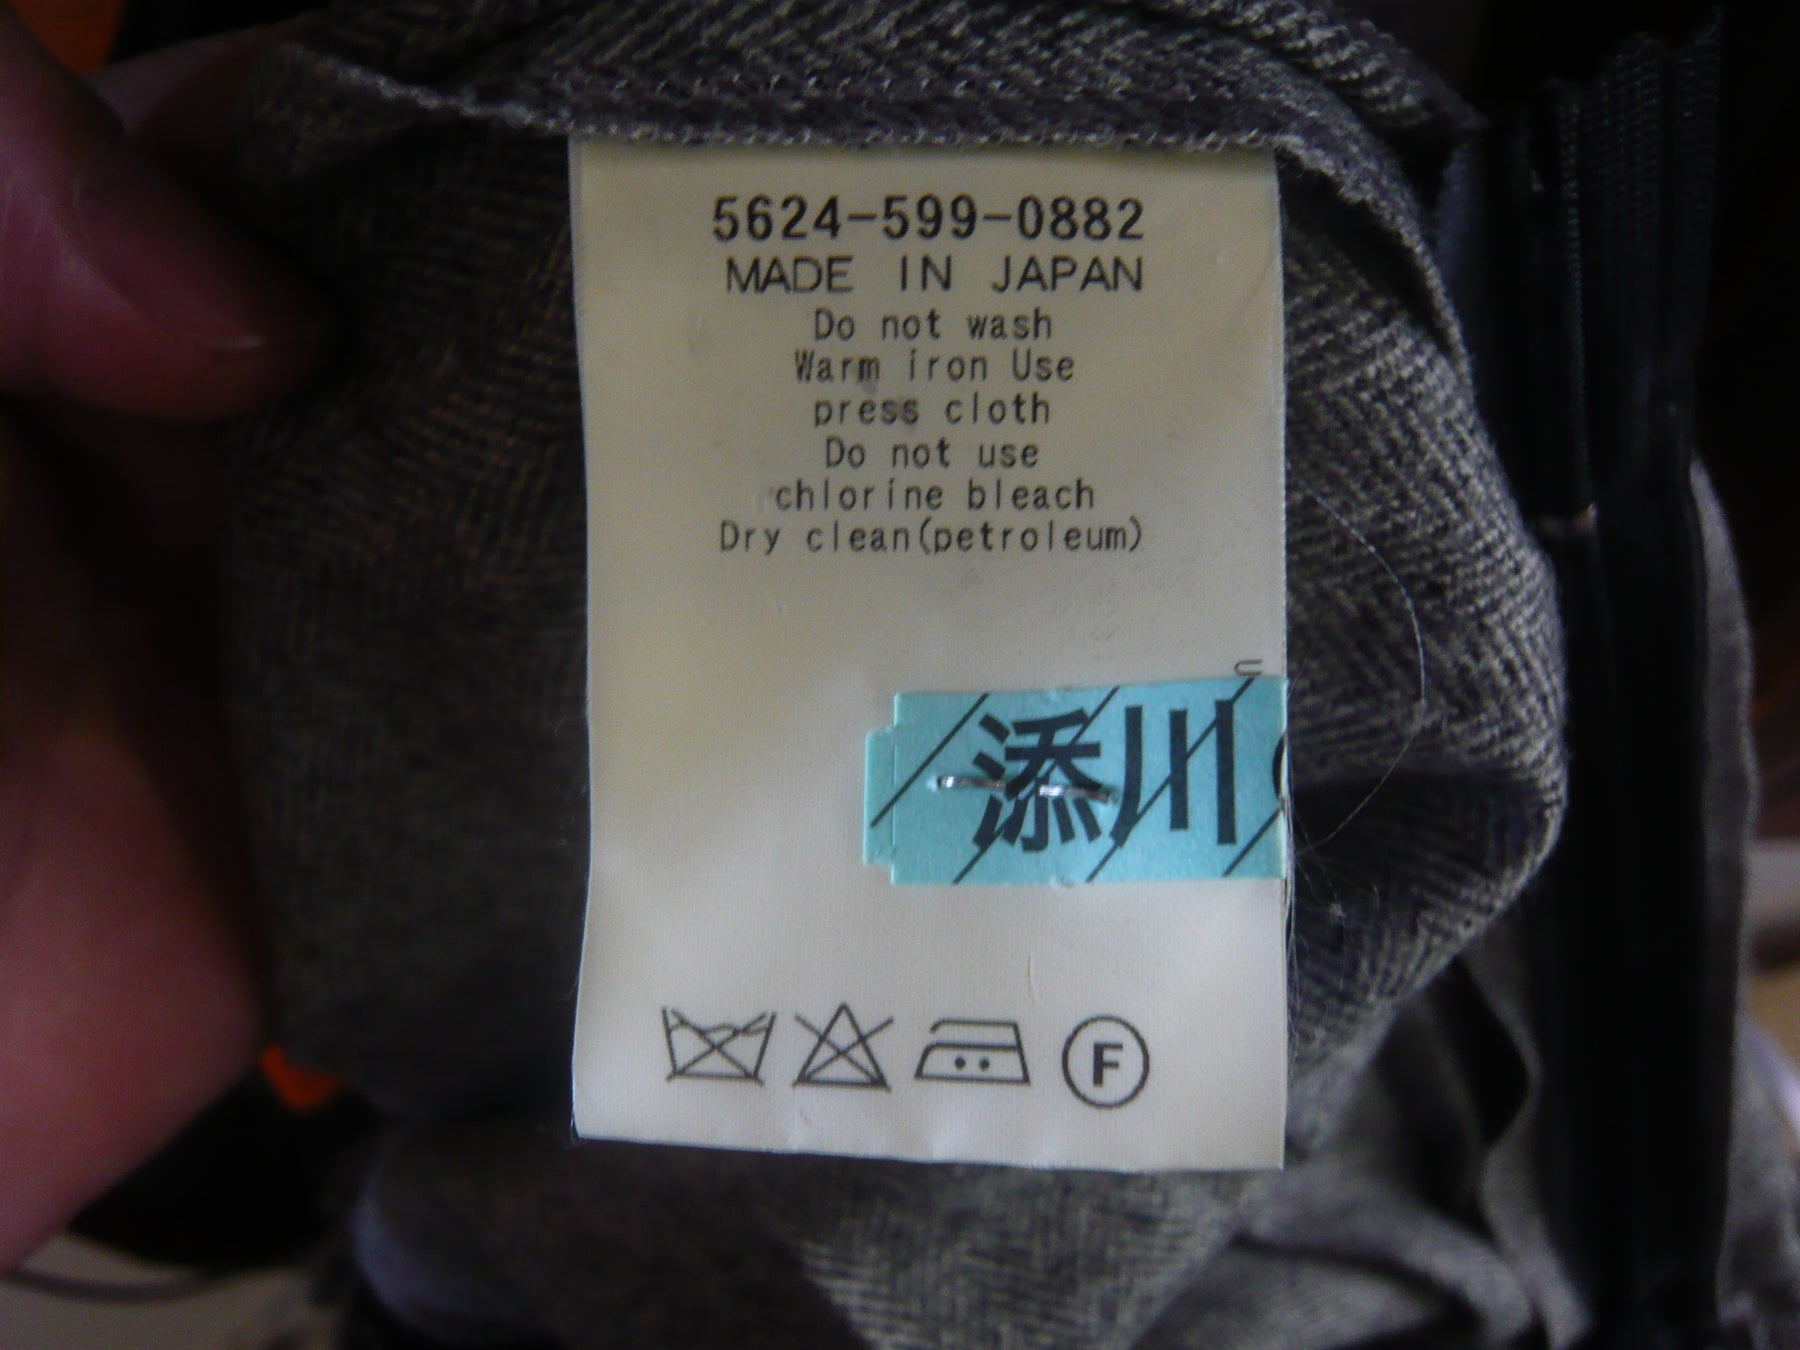 5624-599-0882
MADE IN JAPAN
Do not wash
Warm iron Use
press cloth
Do not use
chlorine bleach
Dry clean(petroleum)
添川
F